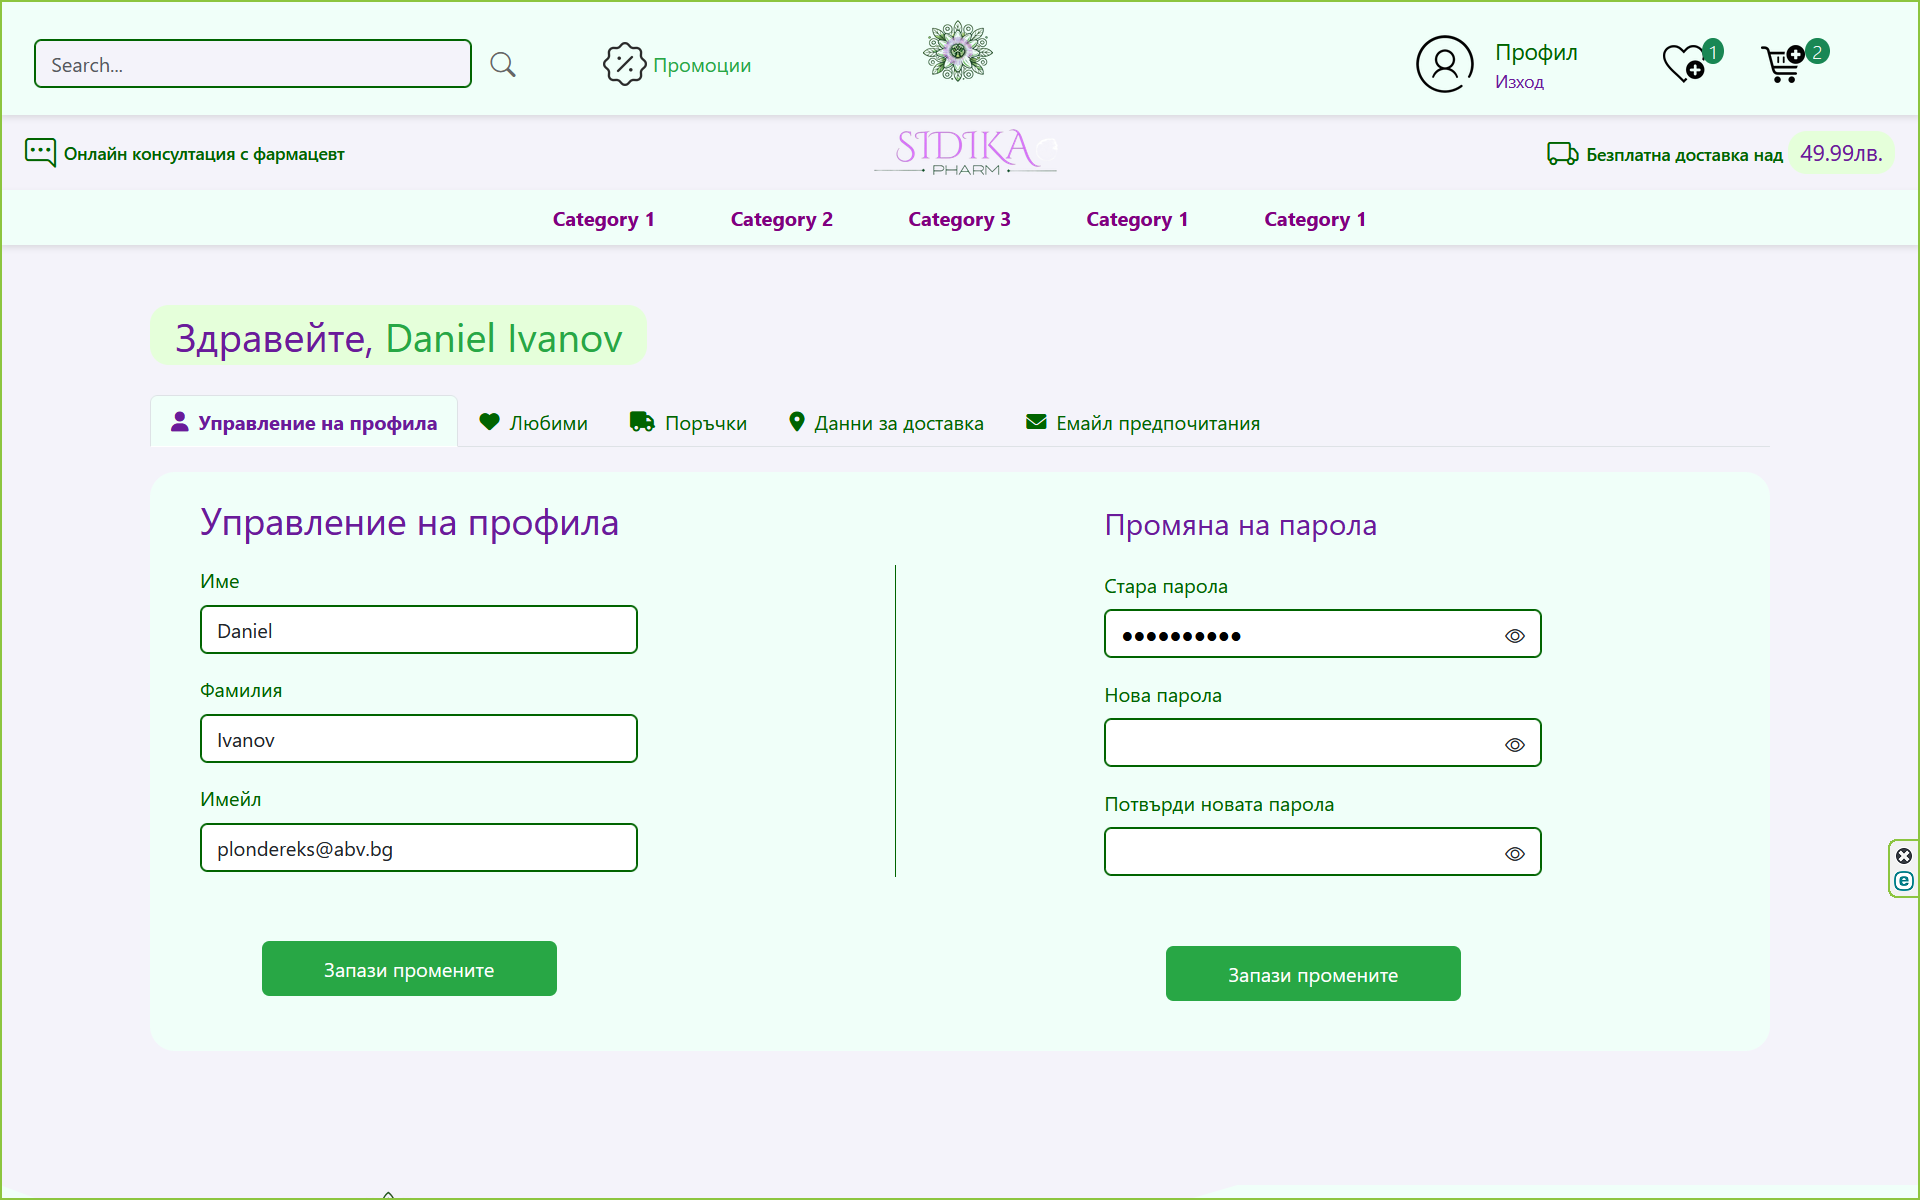 Search...
Промоции
Профил
Изход
1
2
Онлайн консултация с фармацевт
SIDIKA
PHARM
Безплатна доставка над 49.99лв.
Category 1 Category 2 Category 3 Category 1 Category 1
Здравейте, Daniel Ivanov
Управление на профила Любими Поръчки Данни за доставка Емайл предпочитания
Управление на профила
Име
Daniel
Фамилия
Ivanov
Имейл
plondereks@abv.bg
Запази промените
Промяна на парола
Стара парола
••••••••••
Нова парола
Потвърди новата парола
Запази промените